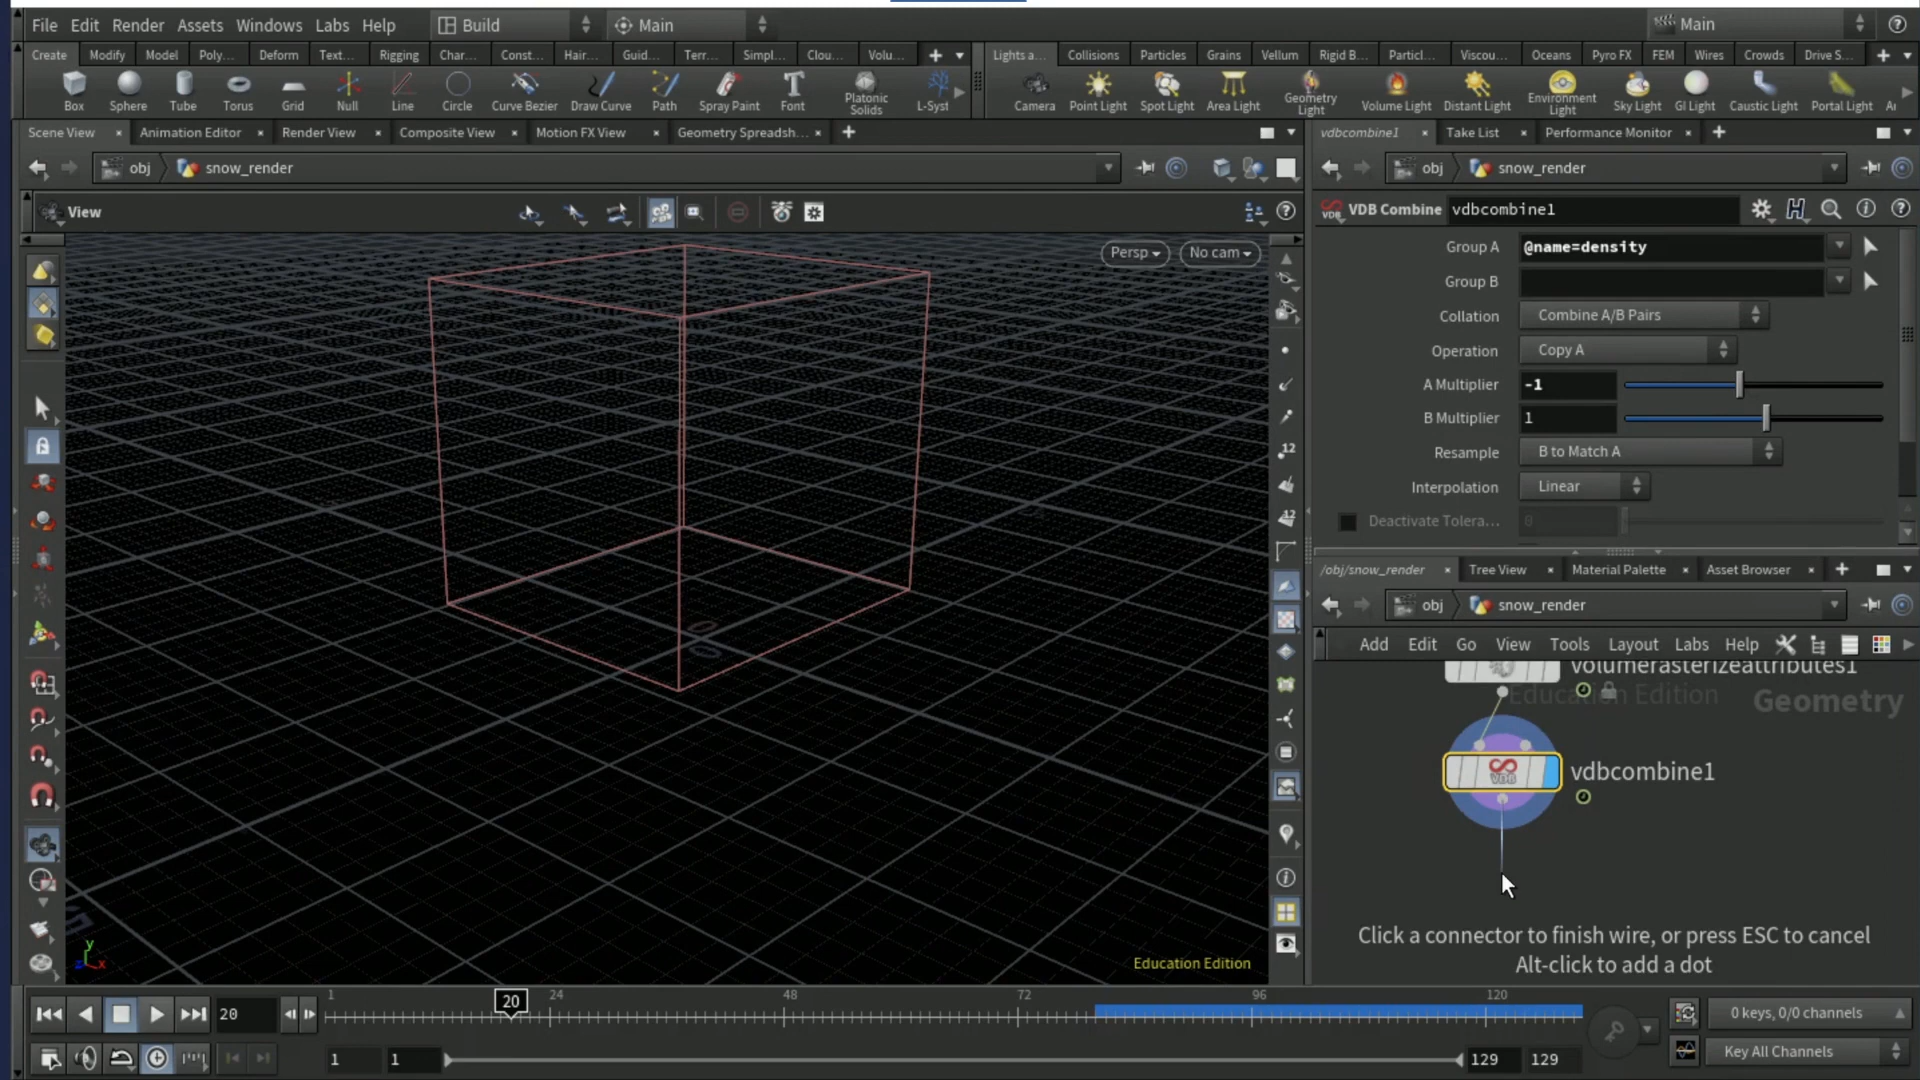 File Edit Render Assets Windows Labs Help Build Main Main
Create Modify Model Poly... Deform Text... Rigging Char... Const... Hair... Guid... Terr... Simpl... Clou... Volu... Lights a... Collisions Particles Grains Vellum Rigid B... Particl... Viscou... Oceans Pyro FX FEM Wires Crowds Drive S...
Box Sphere Tube Torus Grid Null Line Circle Curve Bezier Draw Curve Path Spray Paint Font Platonic Solids L-Syst Camera Point Light Spot Light Area Light Geometry Light Volume Light Distant Light Environment Light Sky Light GI Light Caustic Light Portal Light
Scene View Animation Editor Render View Composite View Motion FX View Geometry Spreadsh...
obj snow_render
View
Persp No cam
Education Edition
vdbcombine1 Take List Performance Monitor
obj snow_render
VDB Combine vdbcombine1
Group A @name=density
Group B
Collation Combine A/B Pairs
Operation Copy A
A Multiplier -1
B Multiplier 1
Resample B to Match A
Interpolation Linear
Deactivate Tolera... 0
/obj/snow_render Tree View Material Palette Asset Browser
obj snow_render
Add Edit Go View Tools Layout Labs Help
volumerasterizeattributes1
Education Edition
Geometry
vdbcombine1
Click a connector to finish wire, or press ESC to cancel
Alt-click to add a dot
20 1 20 24 48 72 96 120 0 keys, 0/0 channels
1 1 129 129 Key All Channels